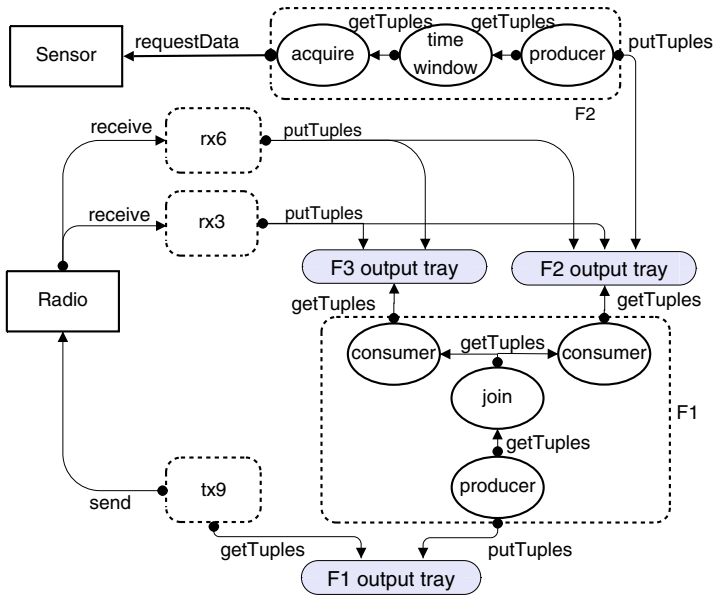 getTuples
getTuples
Sensor
requestData
acquire
time
window
producer
putTuples
F2
receive
rx6
putTuples
receive
rx3
putTuples
F3 output tray
F2 output tray
Radio
getTuples
getTuples
consumer
getTuples
consumer
join
F1
getTuples
producer
tx9
send
getTuples
putTuples
F1 output tray